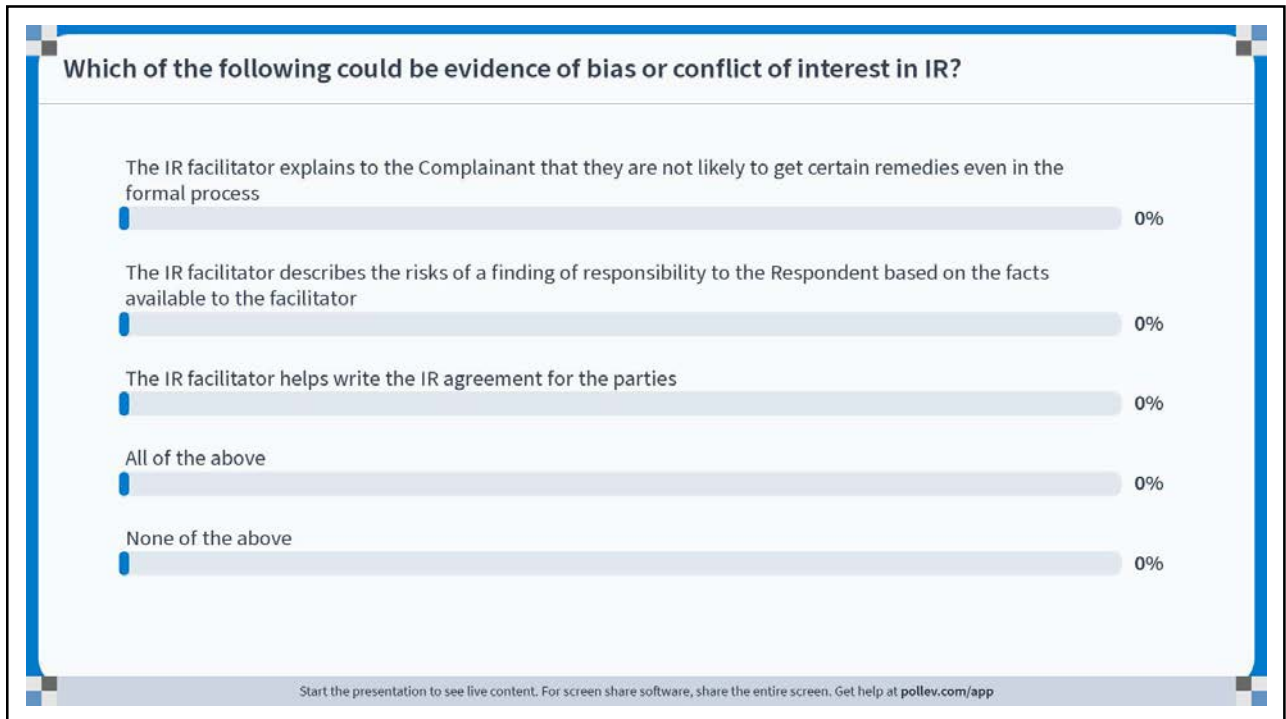 Which of the following could be evidence of bias or conflict of interest in IR?
The IR facilitator explains to the Complainant that they are not likely to get certain remedies even in the
formal process
0%
The IR facilitator describes the risks of a finding of responsibility to the Respondent based on the facts
available to the facilitator
0%
The IR facilitator helps write the IR agreement for the parties
0%
All of the above
0%
None of the above
0%
Start the presentation to see live content. For screen share software, share the entire screen. Get help at pollev.com/app